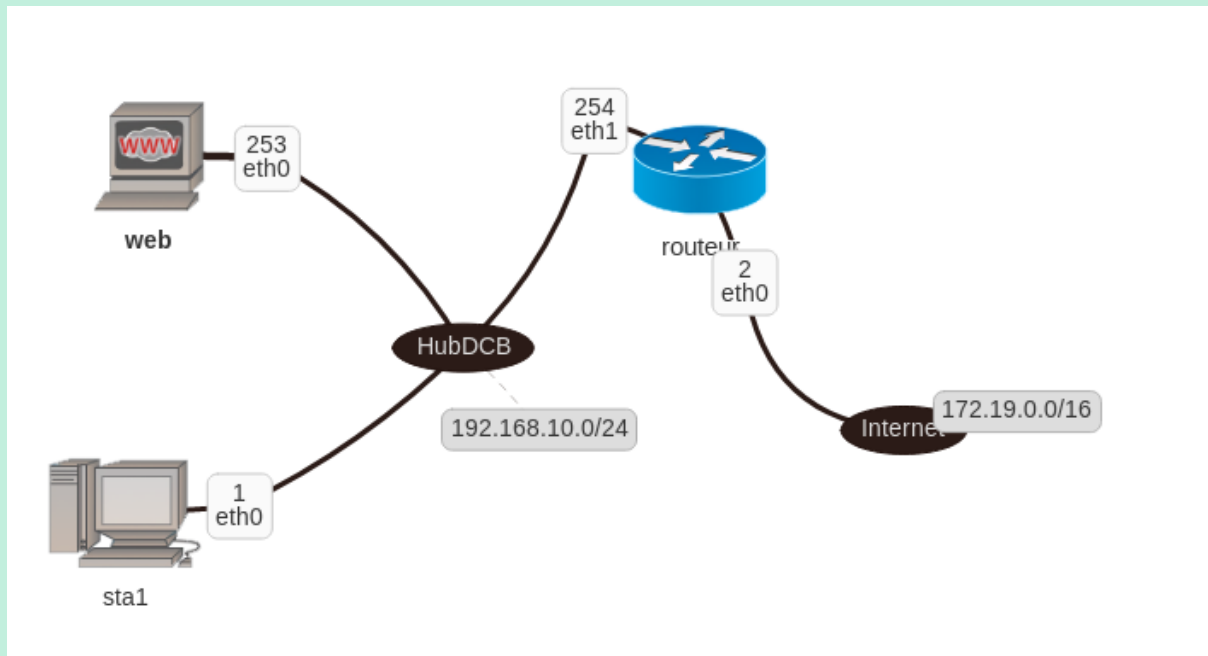 WWW
253
eth0
web
254
eth1
routeur
2
eth0
HubDCB
192.168.10.0/24
172.19.0.0/16
Internet
1
eth0
sta1